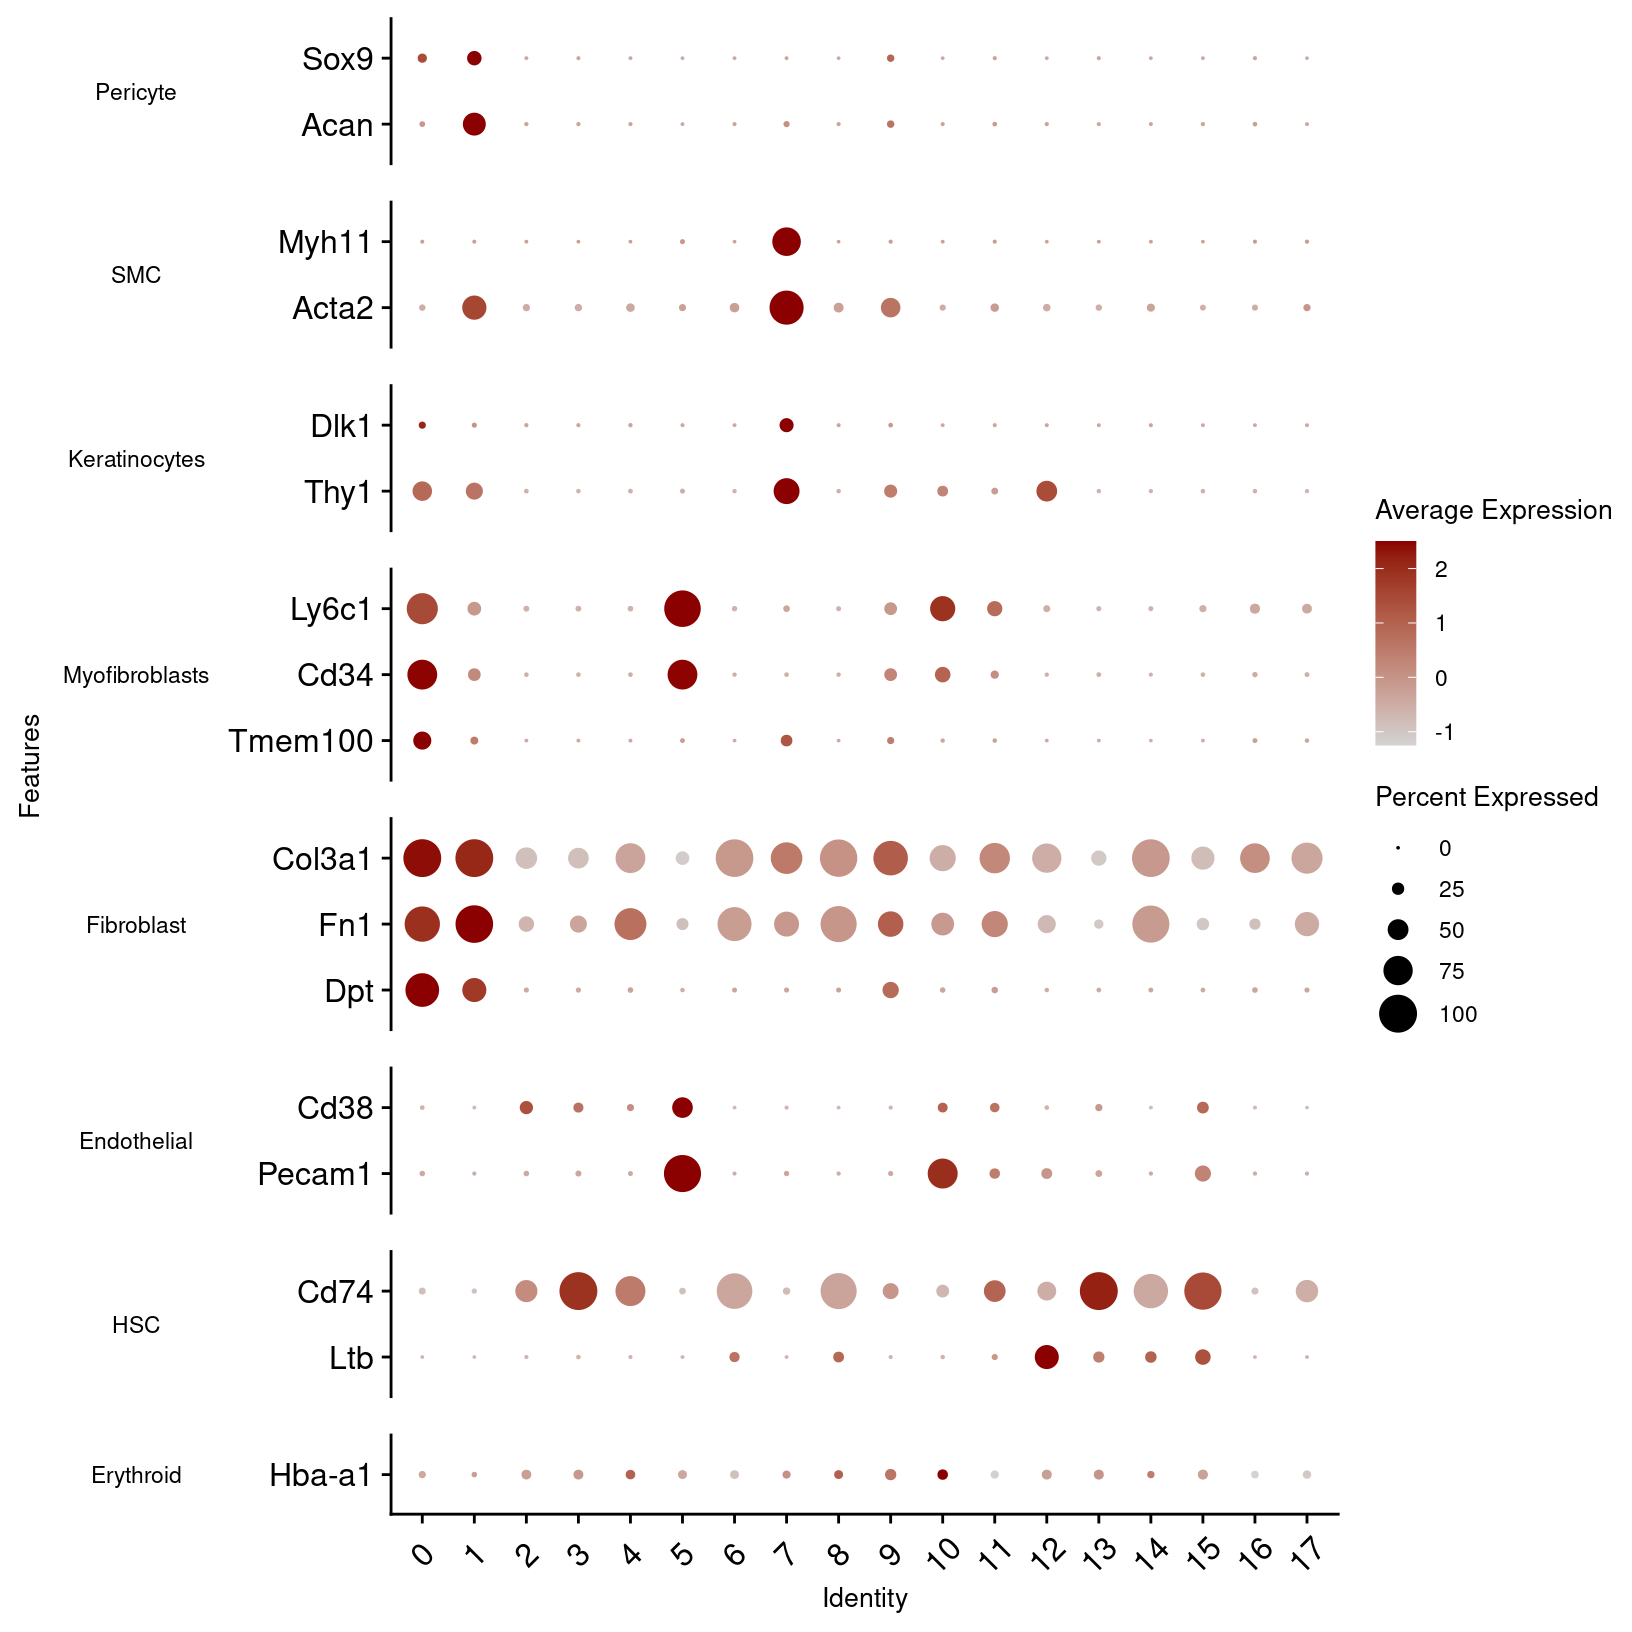 Features
Pericyte
Sox9
Acan
SMC
Myh11
Acta2
Keratinocytes
Dlk1
Thy1
Myofibroblasts
Ly6c1
Cd34
Tmem100
Fibroblast
Col3a1
Fn1
Dpt
Endothelial
Cd38
Pecam1
HSC
Cd74
Ltb
Erythroid
Hba-a1
0 1 2 3 4 5 6 7 8 9 10 11 12 13 14 15 16 17
Identity
Average Expression
2
1
0
-1
Percent Expressed
0
25
50
75
100